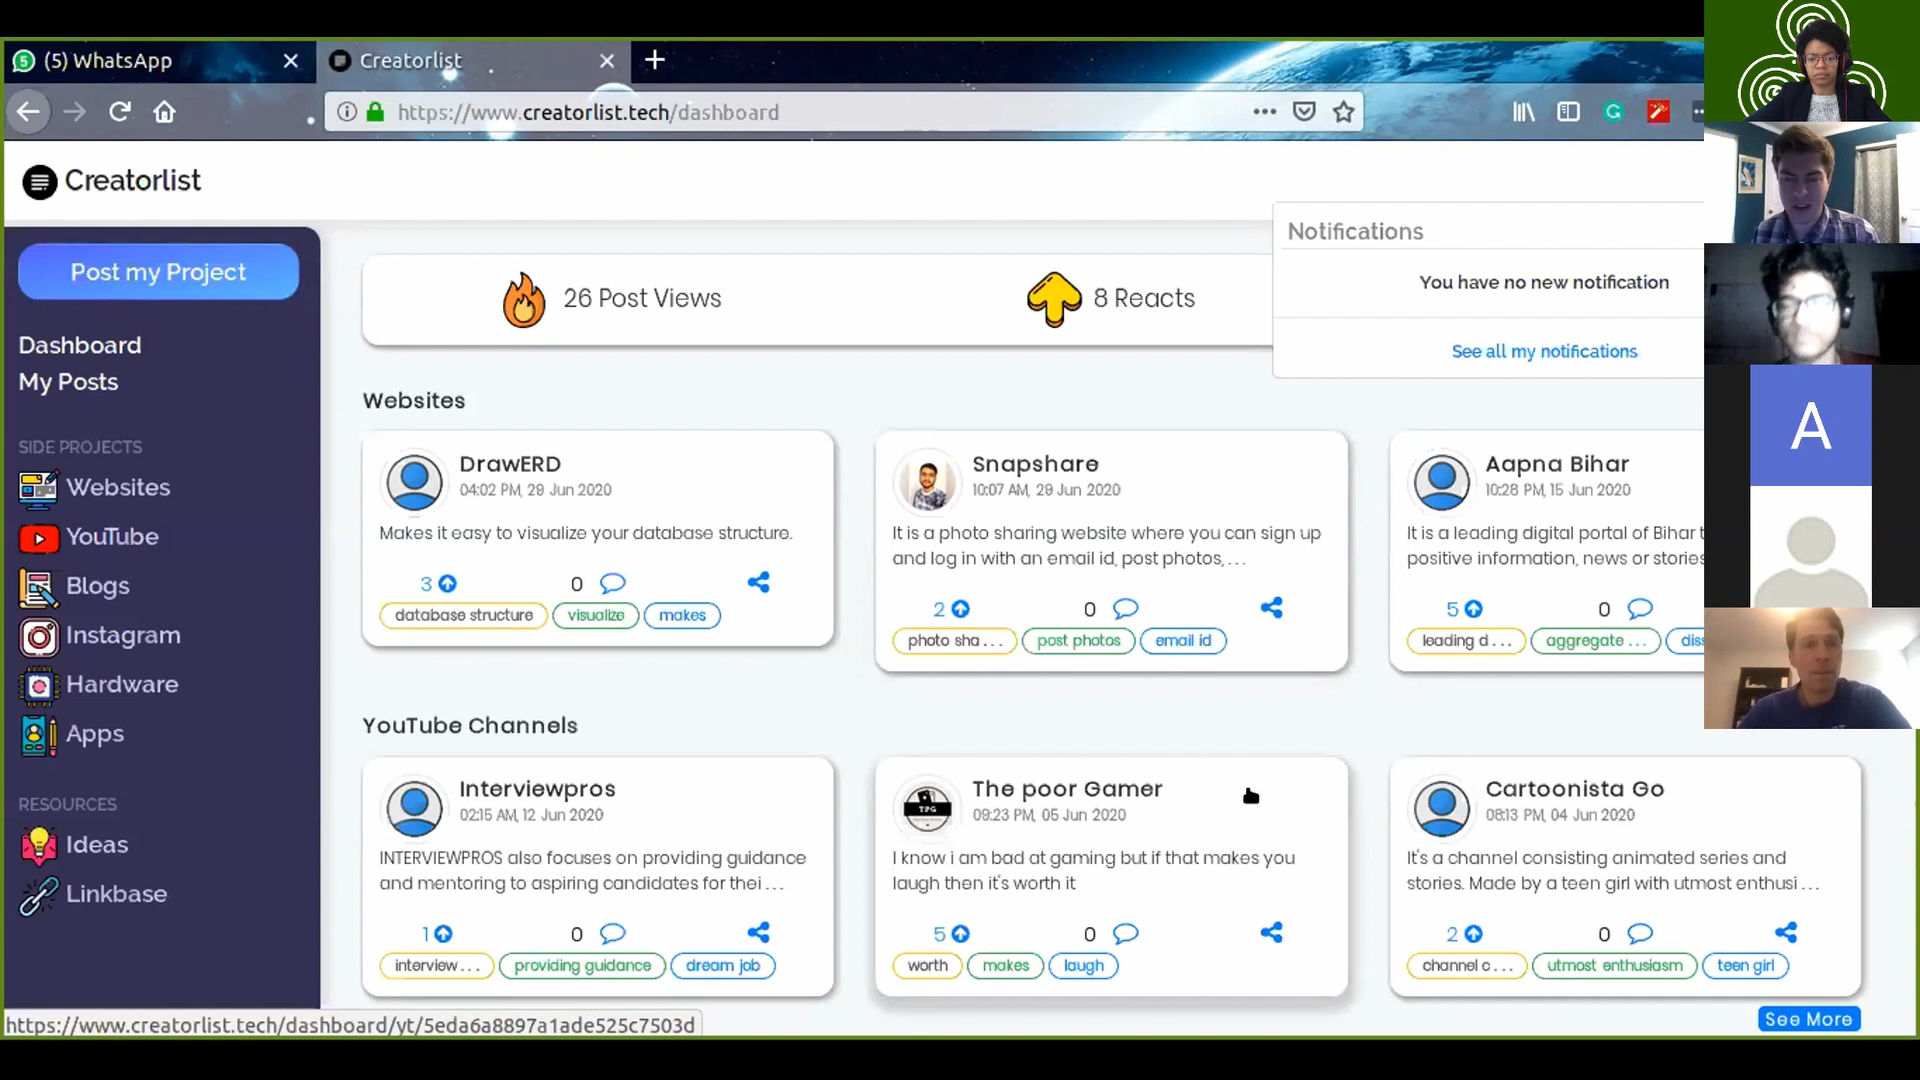 (5) WhatsApp
Creatorlist
https://www.creatorlist.tech/dashboard
Creatorlist
Post my Project
Dashboard
My Posts
SIDE PROJECTS
Websites
YouTube
Blogs
Instagram
Hardware
Apps
RESOURCES
Ideas
Linkbase
26 Post Views
8 Reacts
Notifications
You have no new notification
See all my notifications
Websites
DrawERD
04:02 PM, 29 Jun 2020
Makes it easy to visualize your database structure.
3
0
database structure
visualize
makes
Snapshare
10:07 AM, 29 Jun 2020
It is a photo sharing website where you can sign up
and log in with an email id, post photos, ...
2
0
photo sha ...
post photos
email id
Aapna Bihar
10:28 PM, 15 Jun 2020
It is a leading digital portal of Bihar t
positive information, news or stories
5
0
leading d ...
aggregate ...
diss
YouTube Channels
Interviewpros
02:15 AM, 12 Jun 2020
INTERVIEWPROS also focuses on providing guidance
and mentoring to aspiring candidates for thei ...
1
0
interview ...
providing guidance
dream job
The poor Gamer
TPG
09:23 PM, 05 Jun 2020
I know i am bad at gaming but if that makes you
laugh then it's worth it
5
0
worth
makes
laugh
Cartoonista Go
08:13 PM, 04 Jun 2020
It's a channel consisting animated series and
stories. Made by a teen girl with utmost enthusi ...
2
0
channel c ...
utmost enthusiasm
teen girl
See More
https://www.creatorlist.tech/dashboard/yt/5eda6a8897a1ade525c7503d
A